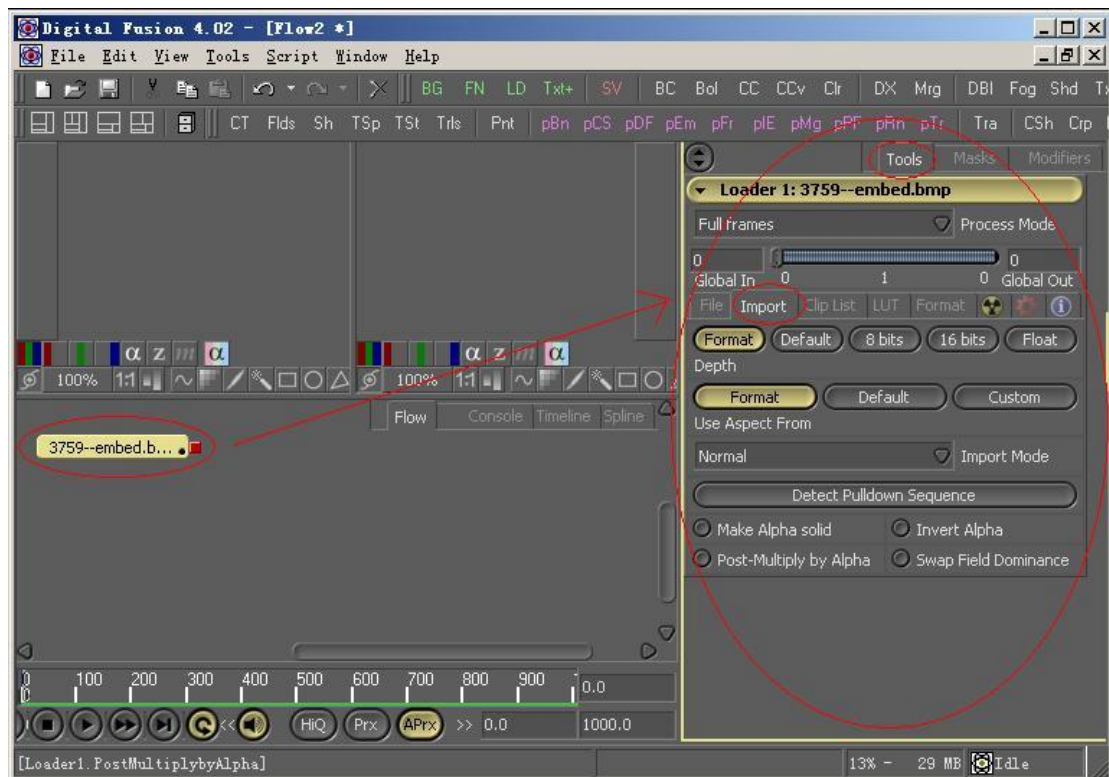 Digital Fusion 4.02 - [Flow2 *]
File Edit View Tools Script Window Help
BG FN LD Txt+ SV BC Bol CC CCv Clr DX Mrg DBl Fog Shd
CT Flds Sh TSp TSt Trls Pnt pBn pCS pDF pEm pFr pIE pMg pRF pRn pTr Tra CSh Crp
Tools Masks Modifiers
Loader 1: 3759--embed.bmp
Full frames Process Mode
0 0
Global In 0 1 0 Global Out
File Import Clip List LUT Format
Format Default 8 bits 16 bits Float
Depth
Format Default Custom
Use Aspect From
Normal Import Mode
Detect Pulldown Sequence
Make Alpha solid Invert Alpha
Post-Multiply by Alpha Swap Field Dominance
α z m α α z m α
100% 1:1 100% 1:1
Flow Console Timeline Spline
3759--embed.b...
0 100 200 300 400 500 600 700 800 900 0.0
<< HiQ Prx APrx >> 0.0 1000.0
[Loader1.PostMultiplybyAlpha] 13% - 29 MB Idle